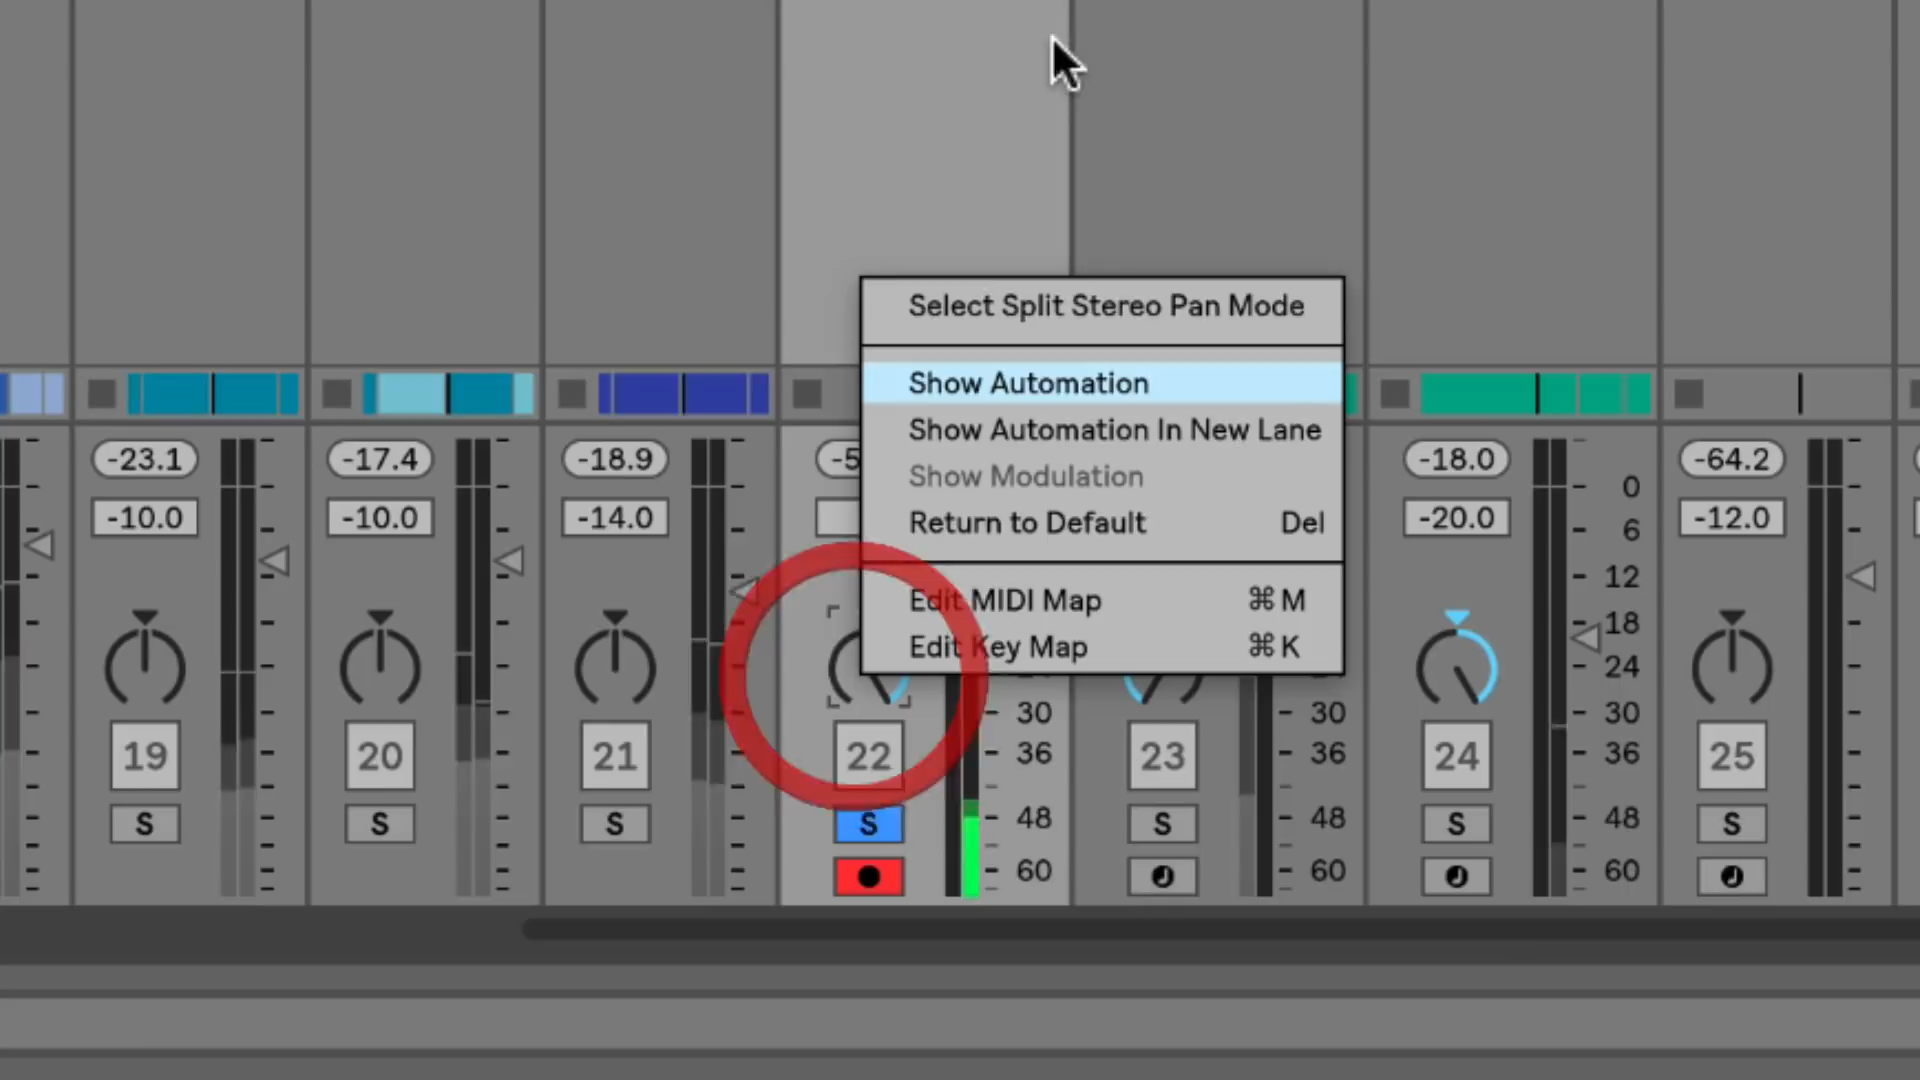 Select Split Stereo Pan Mode
Show Automation
Show Automation In New Lane
Show Modulation
Return to Default Del
Edit MIDI Map ⌘ M
Edit Key Map ⌘ K
-23.1 -17.4 -18.9 -5 -18.0 -64.2
-10.0 -10.0 -14.0 -20.0 -12.0
0
6
12
18
24
30 30 30
36 36 36
19 20 21 22 23 24 25
48 48 48
S S S S S S S
60 60 60